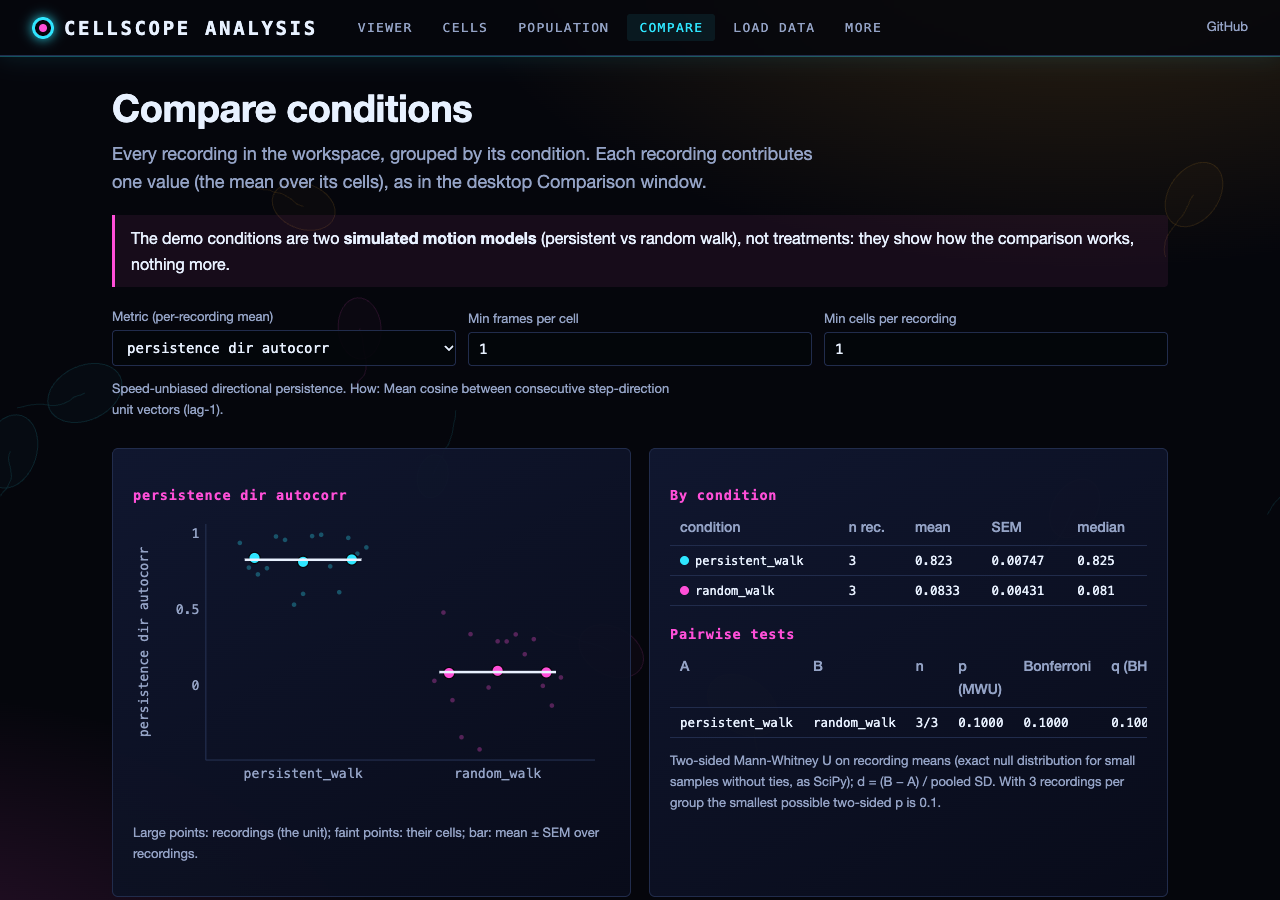 CELLSCOPE ANALYSIS VIEWER CELLS POPULATION COMPARE LOAD DATA MORE GitHub
Compare conditions
Every recording in the workspace, grouped by its condition. Each recording contributes
one value (the mean over its cells), as in the desktop Comparison window.
The demo conditions are two simulated motion models (persistent vs random walk), not treatments: they show how the comparison works,
nothing more.
Metric (per-recording mean) Min frames per cell Min cells per recording
persistence dir autocorr 1 1
Speed-unbiased directional persistence. How: Mean cosine between consecutive step-direction
unit vectors (lag-1).
persistence dir autocorr
1
0.5
0
persistence dir autocorr
persistent_walk random_walk
Large points: recordings (the unit); faint points: their cells; bar: mean ± SEM over
recordings.
By condition
condition n rec. mean SEM median
persistent_walk 3 0.823 0.00747 0.825
random_walk 3 0.0833 0.00431 0.081
Pairwise tests
A B n p (MWU) Bonferroni q (BH
persistent_walk random_walk 3/3 0.1000 0.1000 0.100
Two-sided Mann-Whitney U on recording means (exact null distribution for small
samples without ties, as SciPy); d = (B − A) / pooled SD. With 3 recordings per
group the smallest possible two-sided p is 0.1.